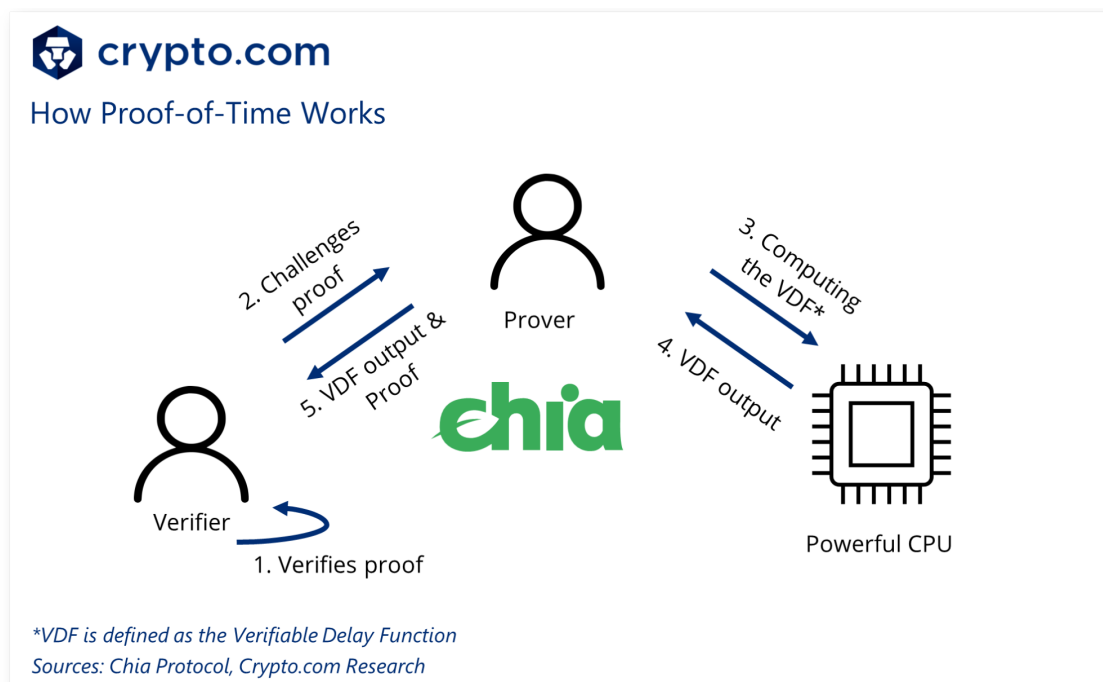 crypto.com
How Proof-of-Time Works
2. Challenges
proof
3. Computing
the VDF*
Prover
5. VDF output &
Proof
4. VDF output
chia
Verifier
1. Verifies proof
Powerful CPU
*VDF is defined as the Verifiable Delay Function
Sources: Chia Protocol, Crypto.com Research